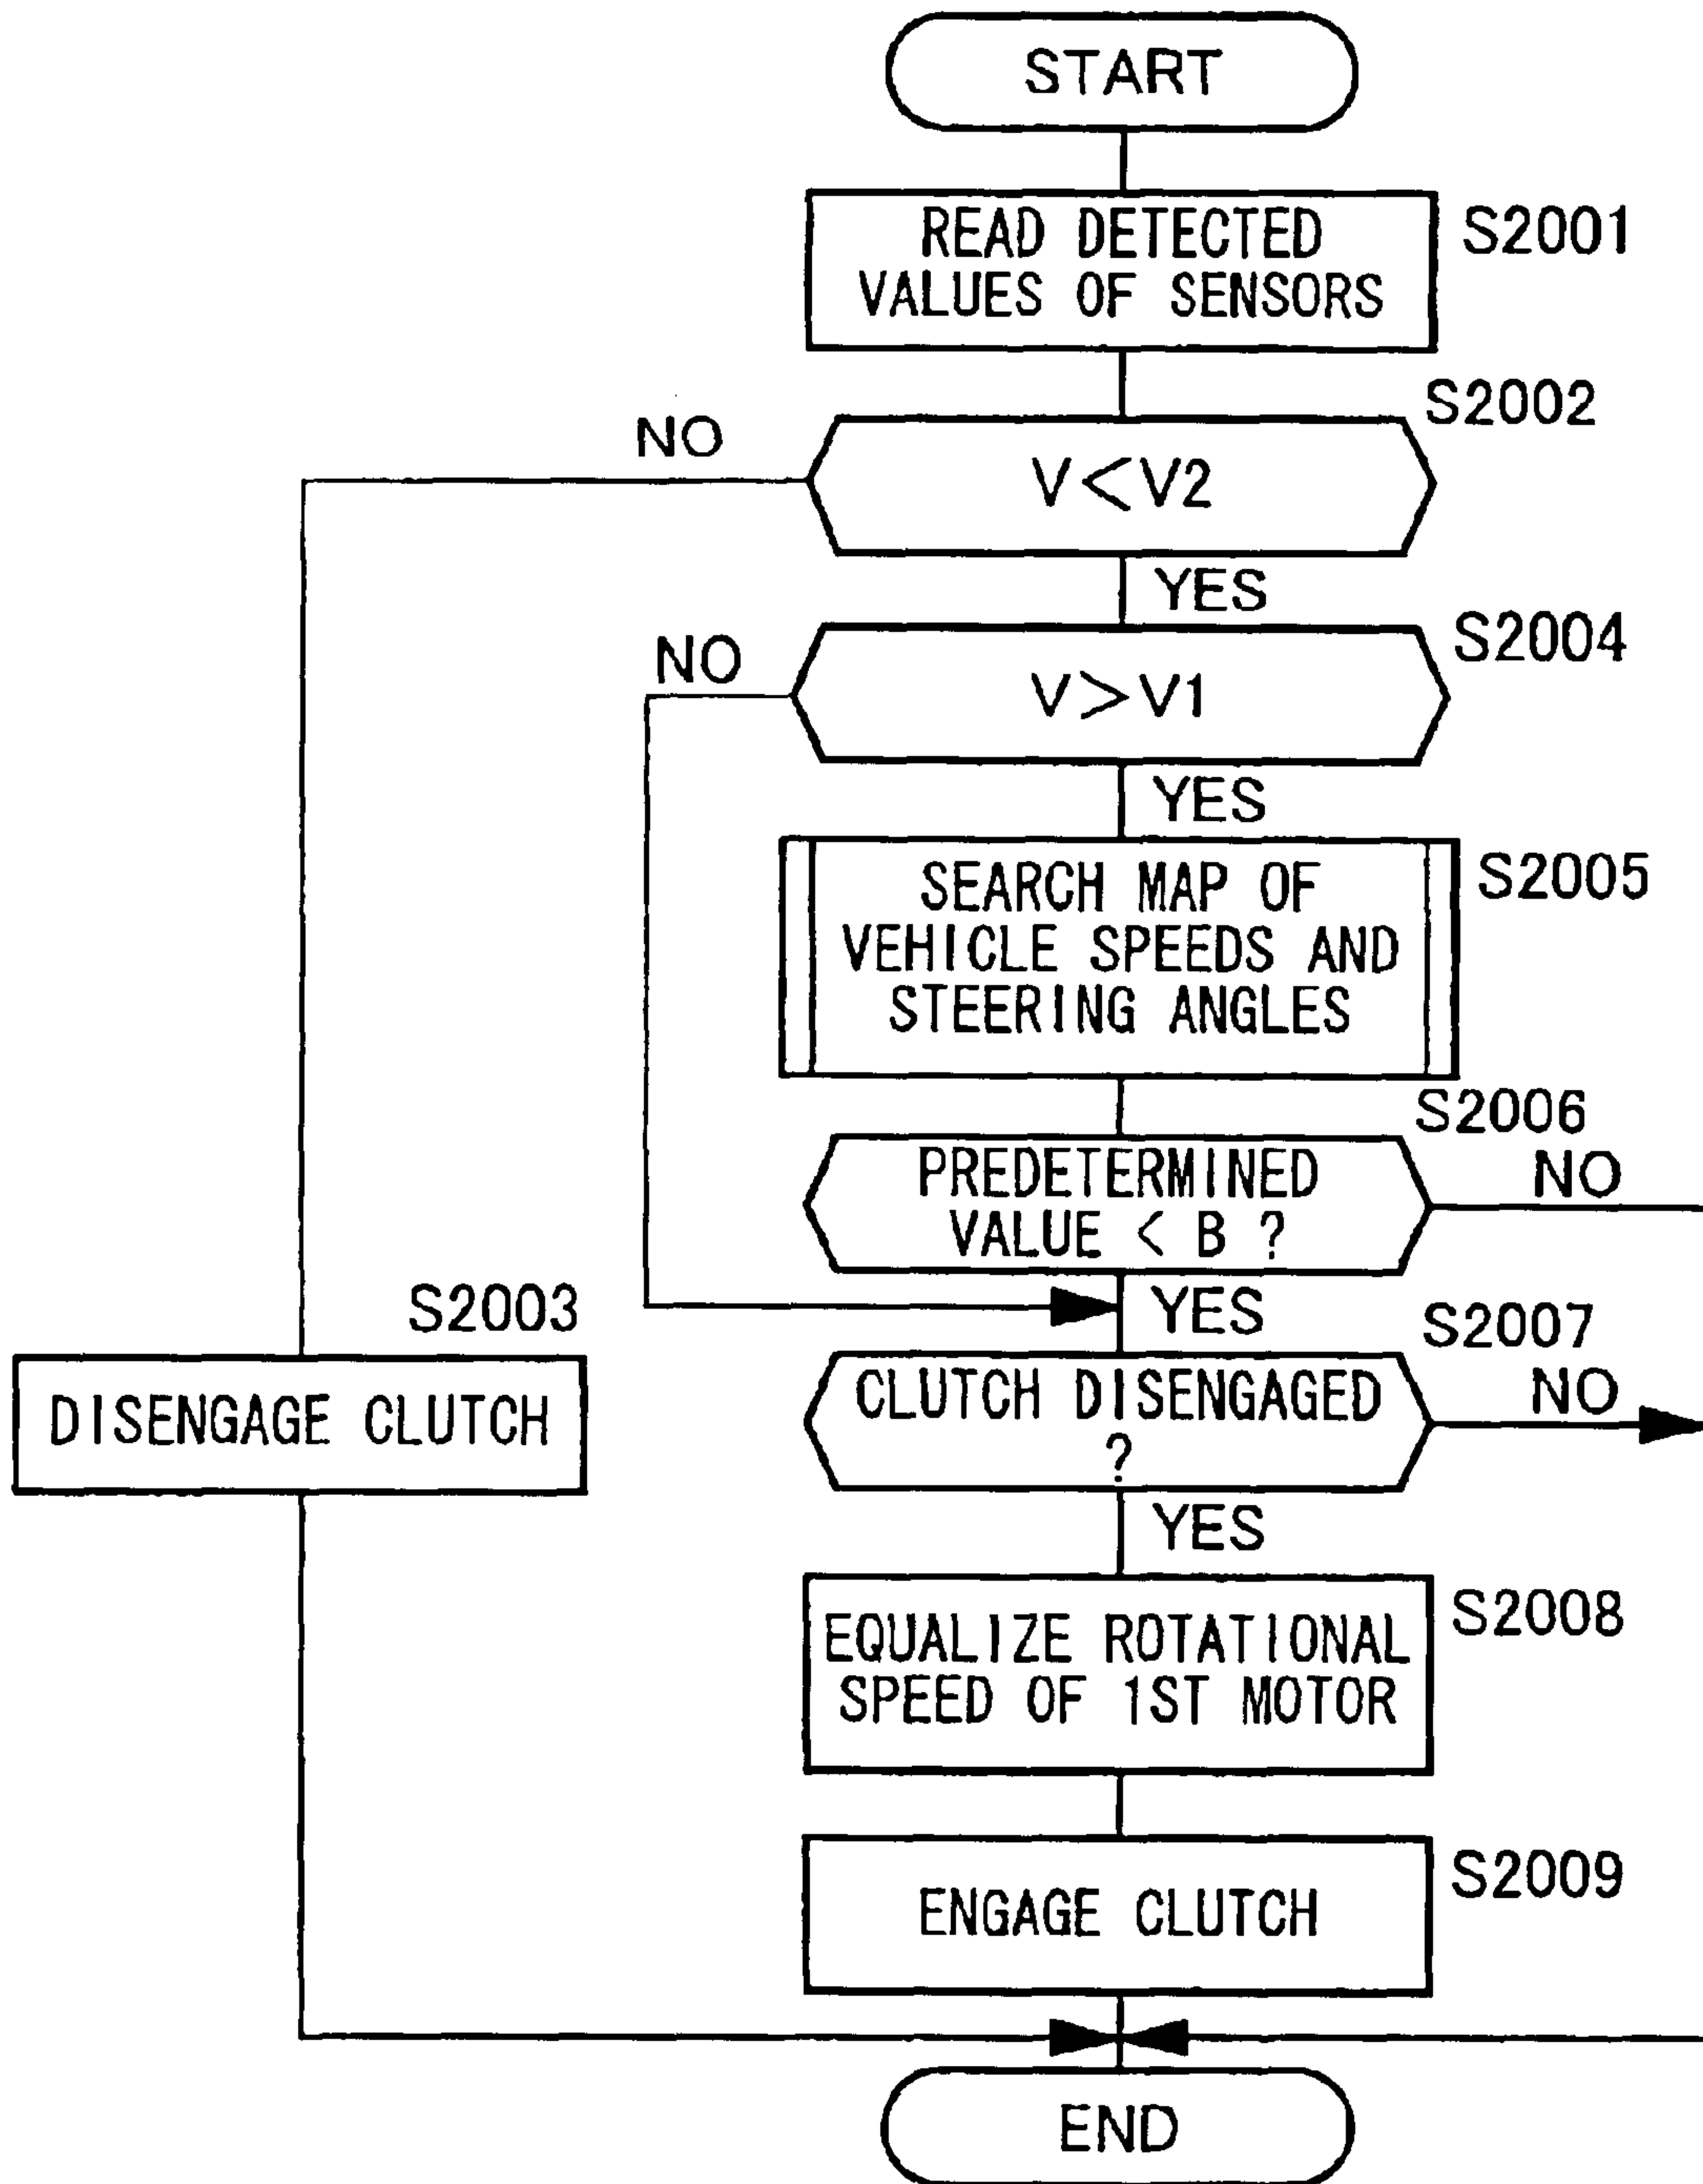 START
READ DETECTED
VALUES OF SENSORS
S2001
S2002
NO
V<V2
YES
S2004
NO
V>V1
YES
SEARCH MAP OF
VEHICLE SPEEDS AND
STEERING ANGLES
S2005
S2006
PREDETERMINED
VALUE < B ?
NO
YES
S2003
DISENGAGE CLUTCH
S2007
CLUTCH DISENGAGED
?
NO
YES
EQUALIZE ROTATIONAL
SPEED OF 1ST MOTOR
S2008
ENGAGE CLUTCH
S2009
END